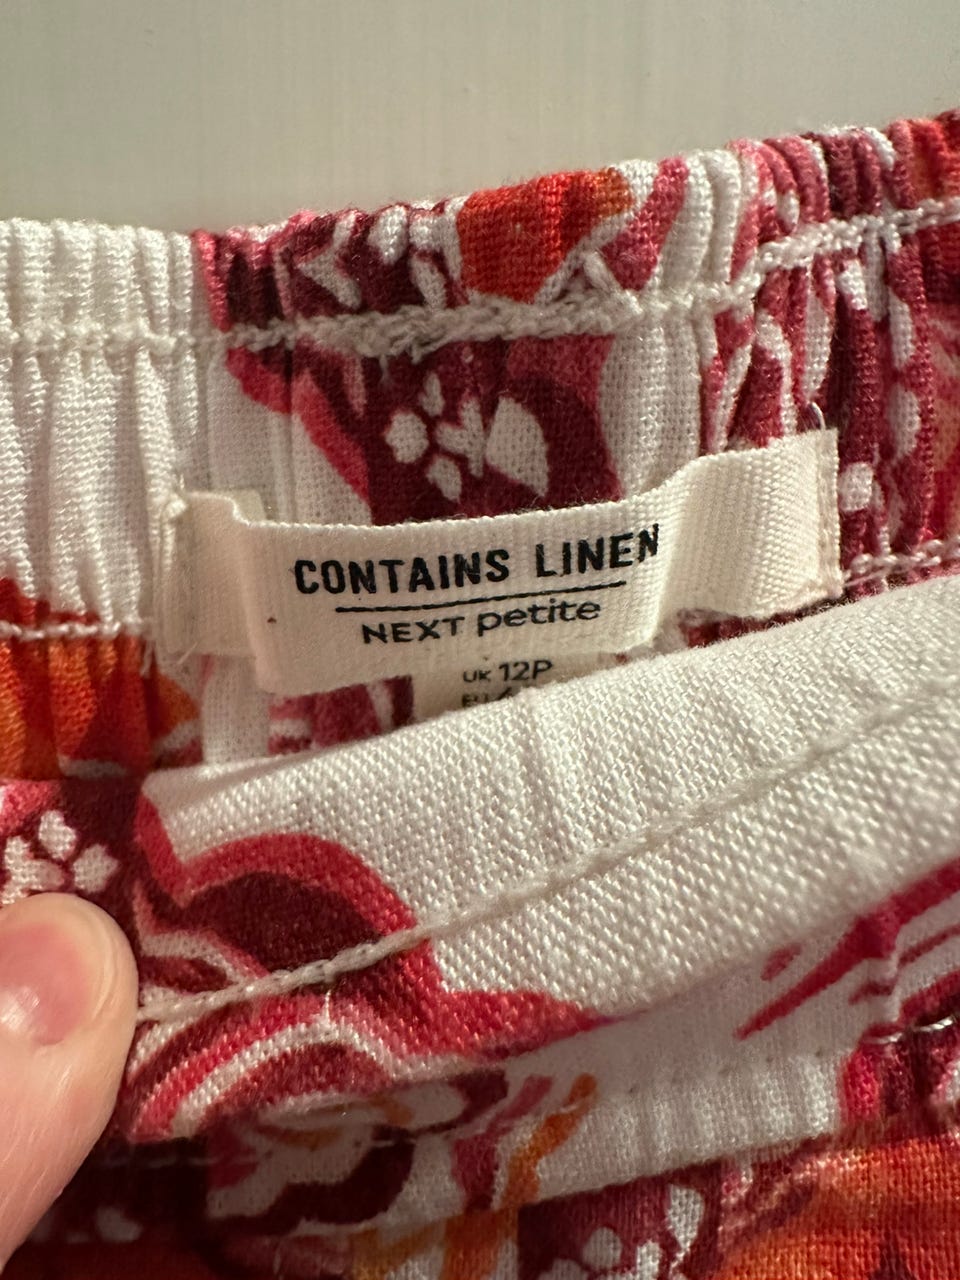 CONTAINS LINEN
NEXT petite
UK 12P